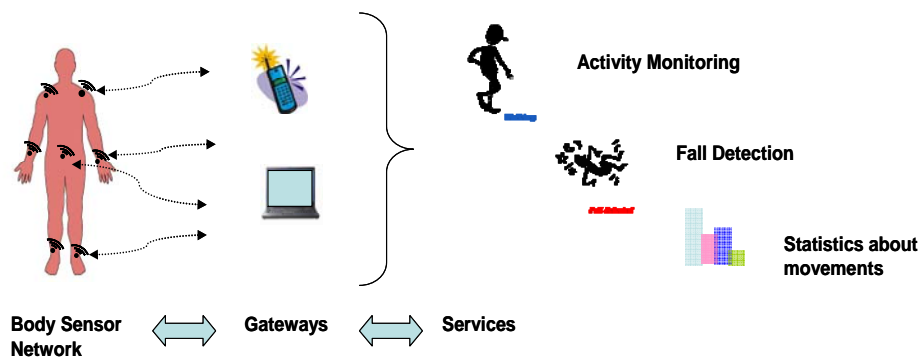 Activity Monitoring
Fall Detection
Statistics about
movements
Body Sensor
Network
Gateways
Services